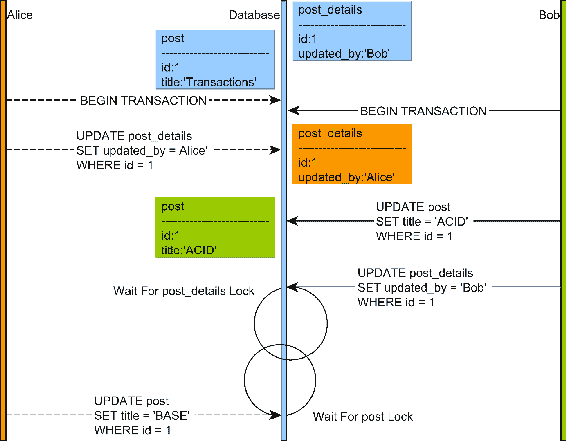 Alice
Database
Bob
post
------------------------------
id:1
title:'Transactions'
post_details
------------------------------
id:1
updated_by:'Bob'
BEGIN TRANSACTION
BEGIN TRANSACTION
UPDATE post_details
SET updated_by = Alice'
WHERE id = 1
post_details
------------------------------
id:1
updated_by:'Alice'
post
------------------------------
id:1
title:'ACID'
UPDATE post
SET title = 'ACID'
WHERE id = 1
UPDATE post_details
SET updated_by = 'Bob'
WHERE id = 1
Wait For post_details Lock
UPDATE post
SET title = 'BASE'
WHERE id = 1
Wait For post Lock